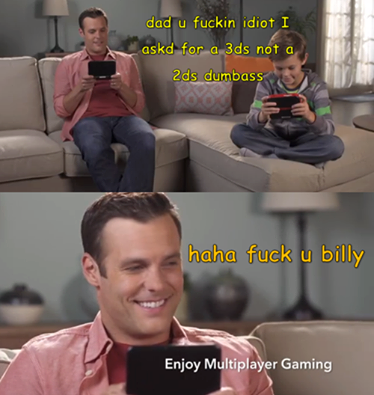 dad u fuckin idiot I
askd for a 3ds not a
2ds dumbass
haha fuck u billy
Enjoy Multiplayer Gaming